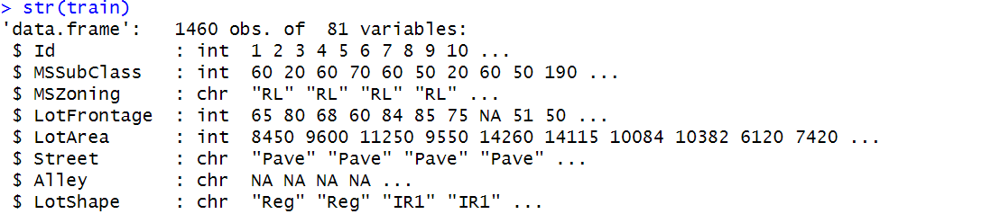 > str(train)
'data.frame':   1460 obs. of  81 variables:
 $ Id           : int  1 2 3 4 5 6 7 8 9 10 ...
 $ MSSubClass   : int  60 20 60 70 60 50 20 60 50 190 ...
 $ MSZoning     : chr  "RL" "RL" "RL" "RL" ...
 $ LotFrontage  : int  65 80 68 60 84 85 75 NA 51 50 ...
 $ LotArea      : int  8450 9600 11250 9550 14260 14115 10084 10382 6120 7420 ...
 $ Street       : chr  "Pave" "Pave" "Pave" "Pave" ...
 $ Alley        : chr  NA NA NA NA ...
 $ LotShape     : chr  "Reg" "Reg" "IR1" "IR1" ...